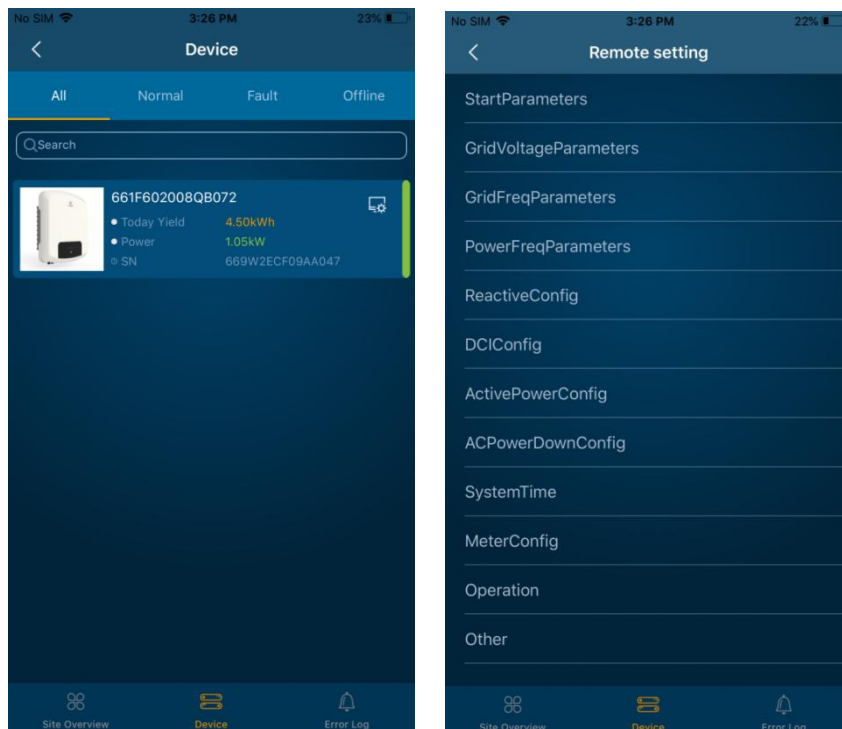 No SIM 3:26 PM 23%
Device
All Normal Fault Offline
Search
661F602008QB072
Today Yield 4.50kWh
Power 1.05kW
SN 669W2ECF09AA047
Site Overview Device Error Log
No SIM 3:26 PM 22%
Remote setting
StartParameters
GridVoltageParameters
GridFreqParameters
PowerFreqParameters
ReactiveConfig
DCIConfig
ActivePowerConfig
ACPowerDownConfig
SystemTime
MeterConfig
Operation
Other
Site Overview Device Error Log